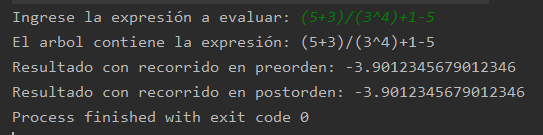 Ingrese la expresión a evaluar: (5+3)/(3^4)+1-5
El arbol contiene la expresión: (5+3)/(3^4)+1-5
Resultado con recorrido en preorden: -3.9012345679012346
Resultado con recorrido en postorden: -3.9012345679012346
Process finished with exit code 0